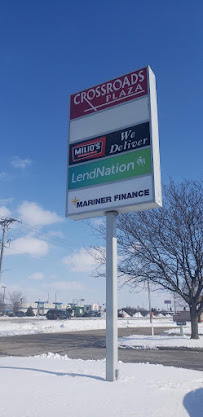 CROSSROADS
PLAZA
MILIO'S
We
Deliver
LendNation
MARINER FINANCE